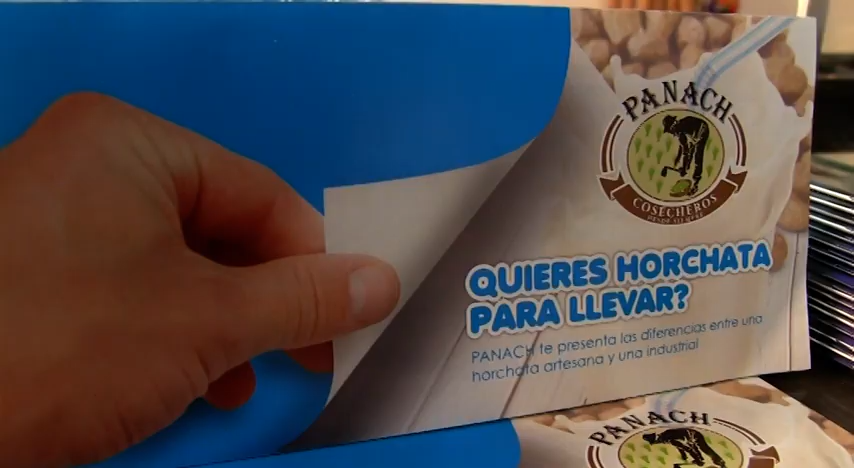 PANACH
COSECHEROS
QUIERES HORCHATA
PARA LLEVAR?
PANACH te presenta las diferencias entre una
horchata artesana y una industrial
PANACH